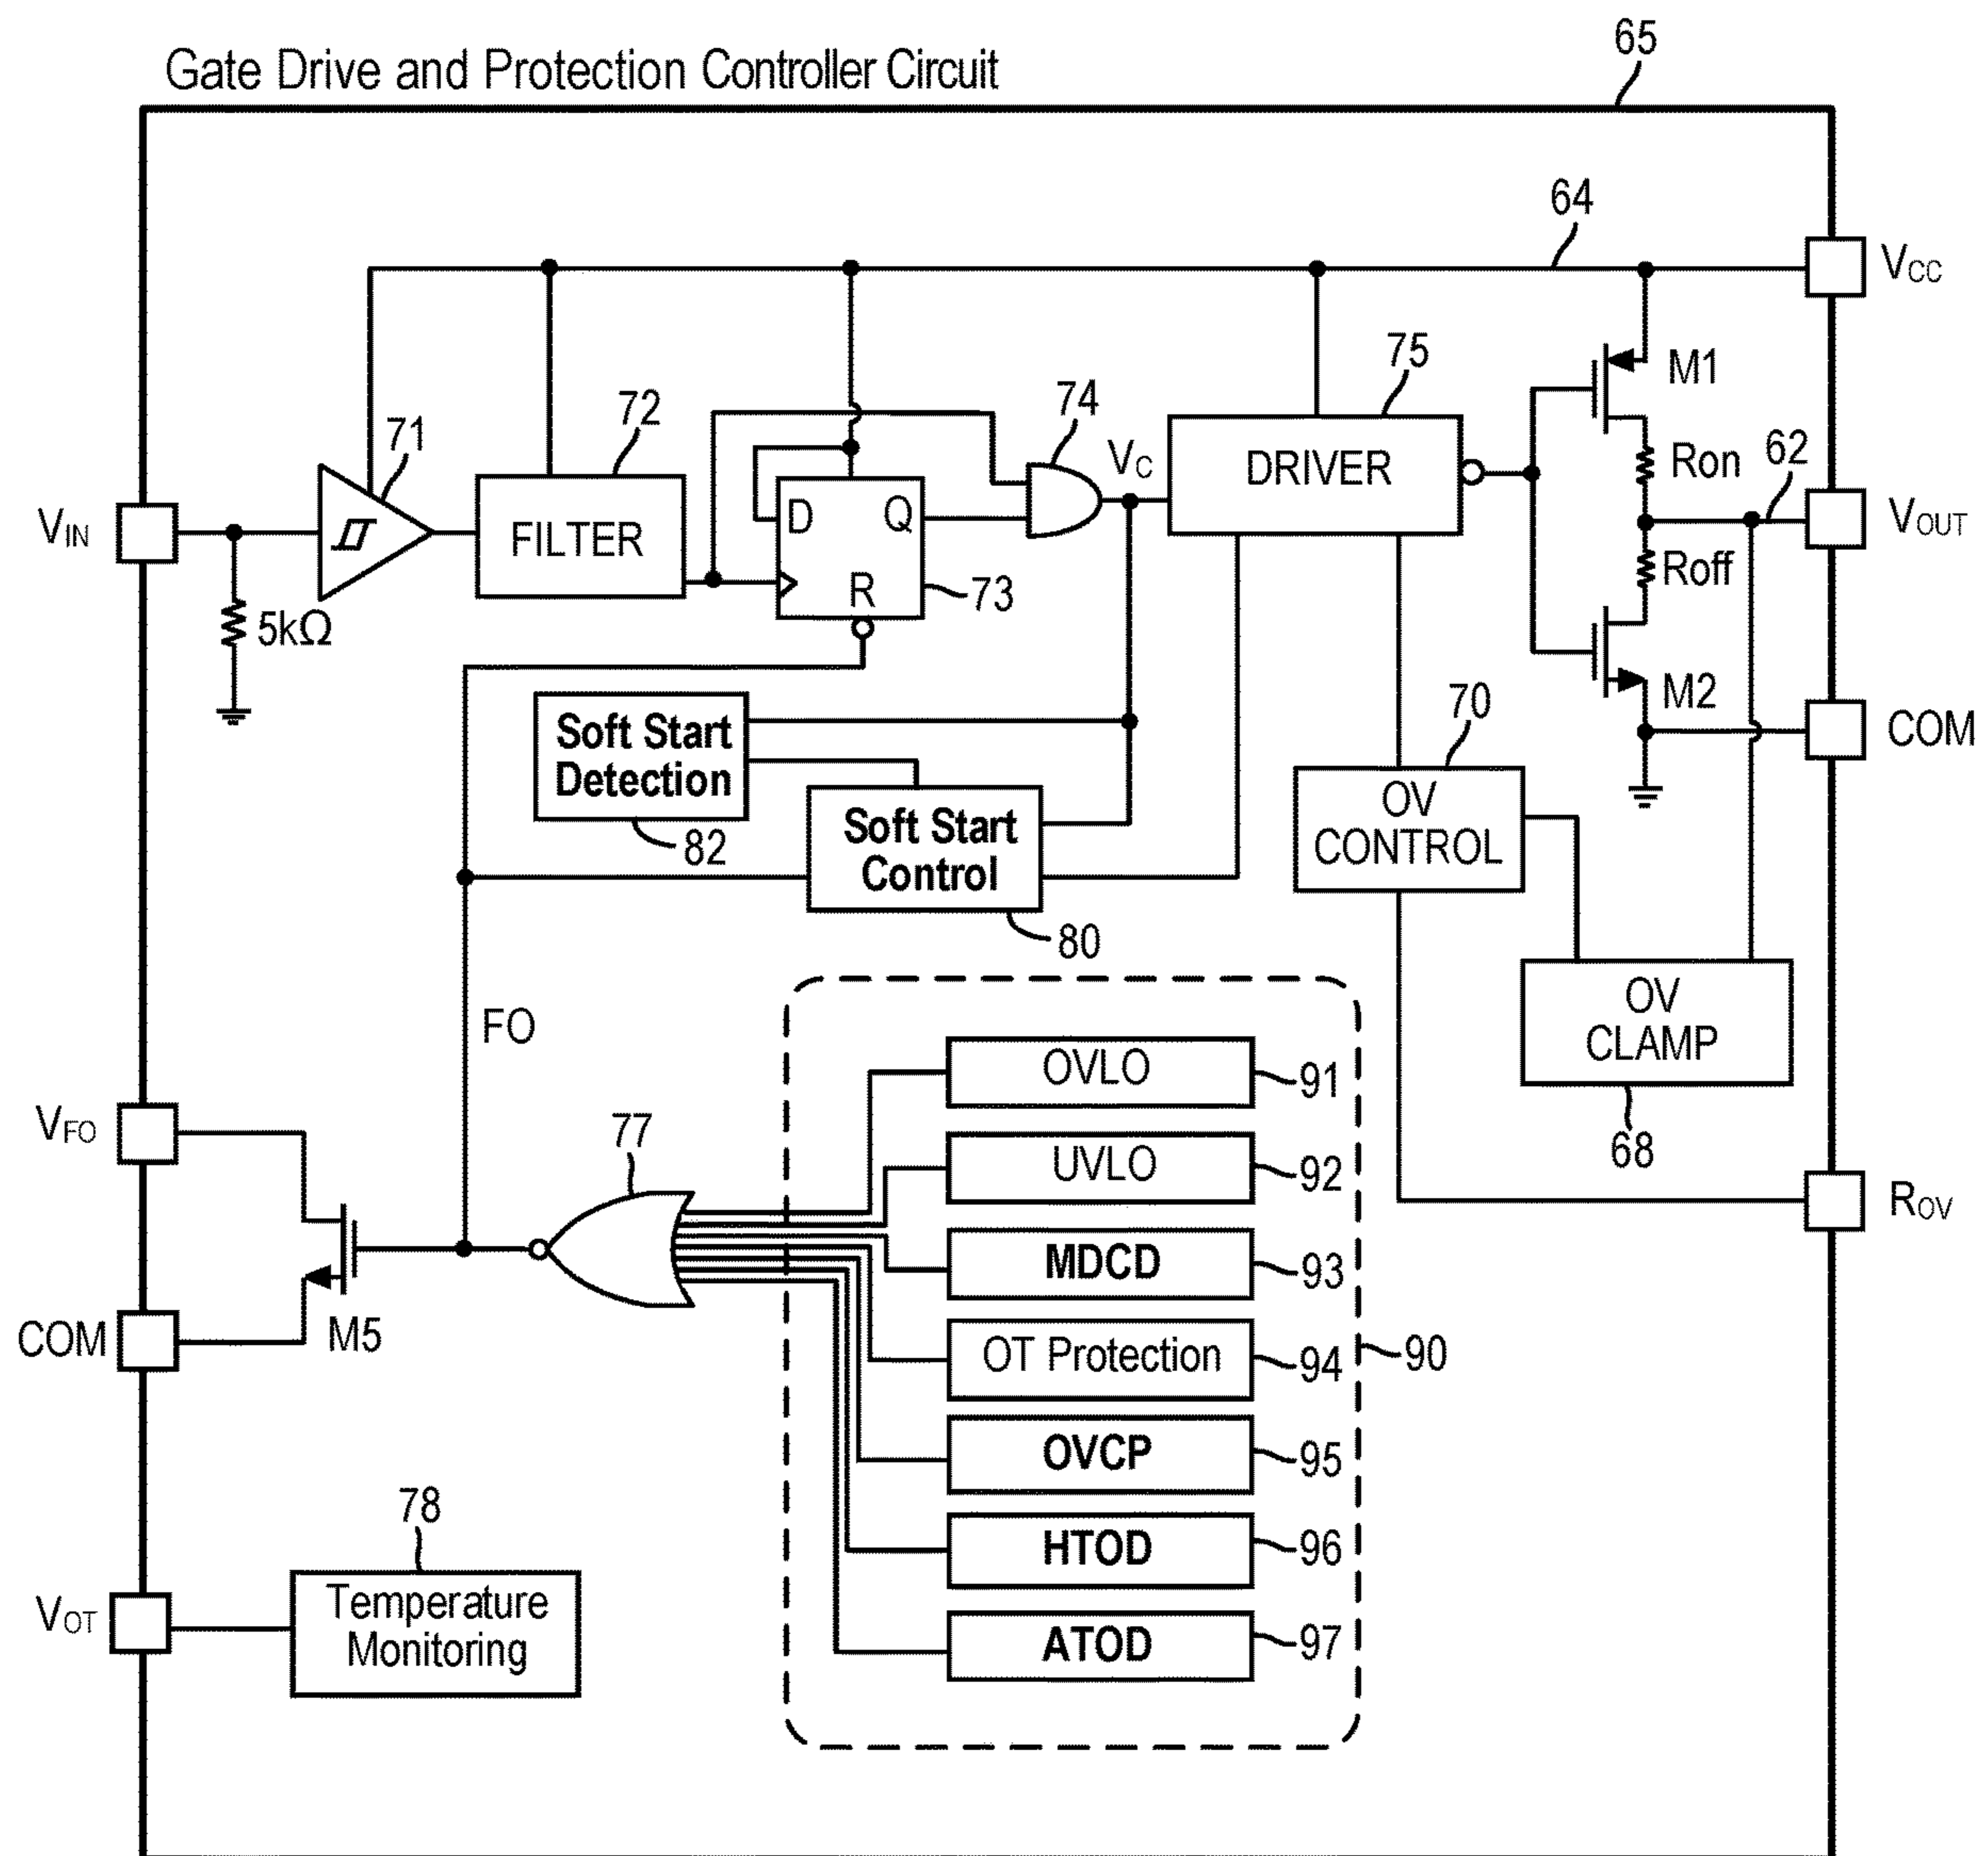 65
Gate Drive and Protection Controller Circuit
64
VCC
75
M1
74
72
71
VC
Ron
62
DRIVER
VIN
D
Q
VOUT
FILTER
Roff
R
73
5kΩ
M2
70
Soft Start
Detection
COM
OV
CONTROL
82
Soft Start
Control
80
OV
CLAMP
FO
OVLO
91
VFO
77
68
UVLO
92
ROV
MDCD
93
COM
M5
OT Protection
94
90
OVCP
95
78
HTOD
96
VOT
Temperature
Monitoring
ATOD
97